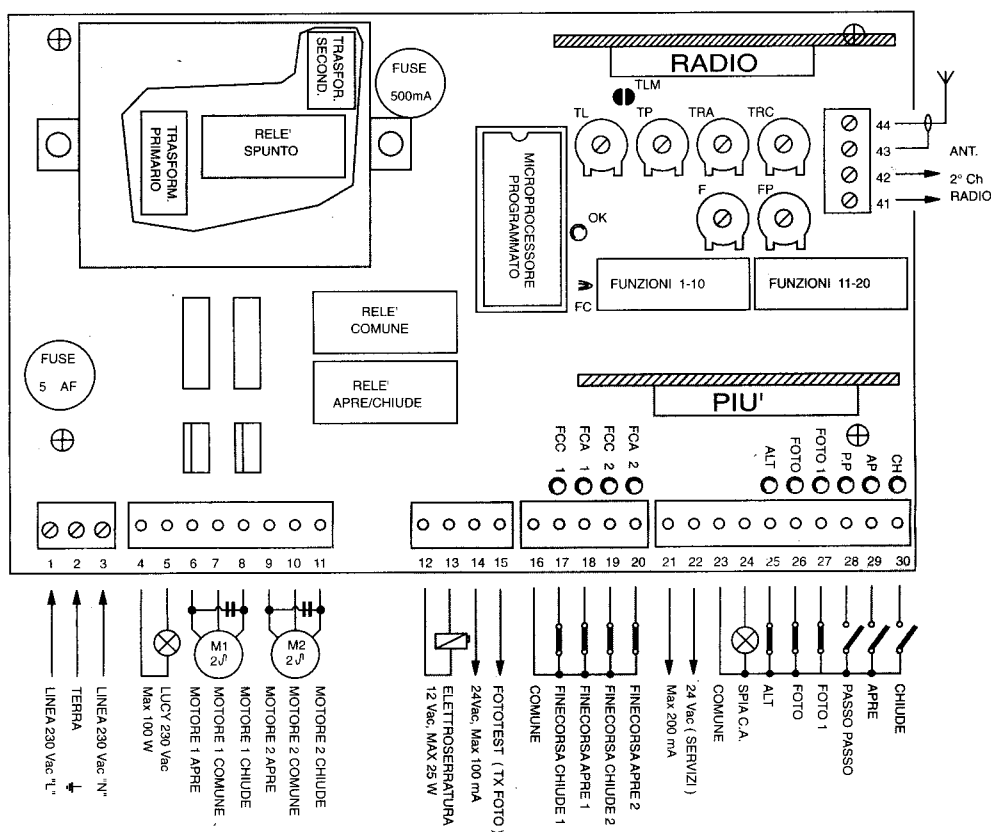 TRASFOR.
SECOND.
FUSE
500mA
TRASFORM.
PRIMARIO
RELE'
SPUNTO
RADIO
TLM
TL
TP
TRA
TRC
MICROPROCESSORE
PROGRAMMATO
F
FP
OK
44
43
42
41
ANT.
2° Ch
RADIO
FC
FUNZIONI 1-10
FUNZIONI 11-20
RELE'
COMUNE
RELE'
APRE/CHIUDE
FUSE
5 AF
PIU'
FCC 1
FCA 1
FCC 2
FCA 2
ALT
FOTO
FOTO 1
P.P
AP
CH
1 2 3
4 5 6 7 8 9 10 11
12 13 14 15
16 17 18 19 20
21 22 23 24 25 26 27 28 29 30
M1
2
M2
2
LINEA 230 Vac "L"
TERRA
LINEA 230 Vac "N"
Max 100 W
LUCY 230 Vac
MOTORE 1 APRE
MOTORE 1 COMUNE
MOTORE 1 CHIUDE
MOTORE 2 APRE
MOTORE 2 COMUNE
MOTORE 2 CHIUDE
12 Vac, MAX 25 W
ELETTROSERRATURA
24Vac, Max 100 mA
FOTOTEST ( TX FOTO )
COMUNE
FINECORSA CHIUDE 1
FINECORSA APRE 1
FINECORSA CHIUDE 2
FINECORSA APRE 2
Max 200 mA
24 Vac ( SERVIZI )
COMUNE
SPIA C.A.
ALT
FOTO
FOTO 1
PASSO PASSO
APRE
CHIUDE